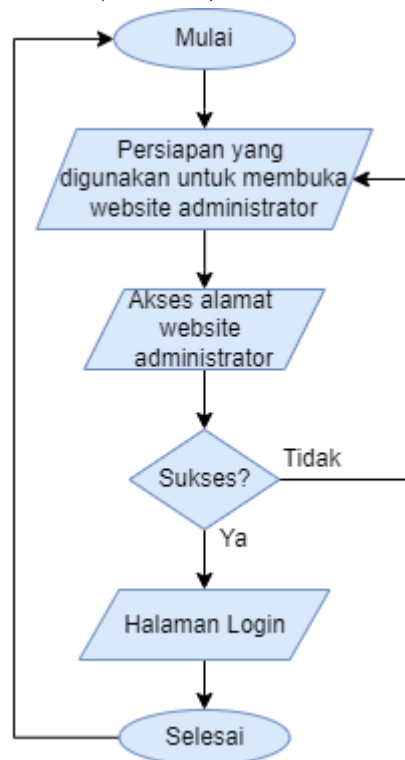 Mulai
Persiapan yang
digunakan untuk membuka
website administrator
Akses alamat
website
administrator
Sukses?
Tidak
Ya
Halaman Login
Selesai